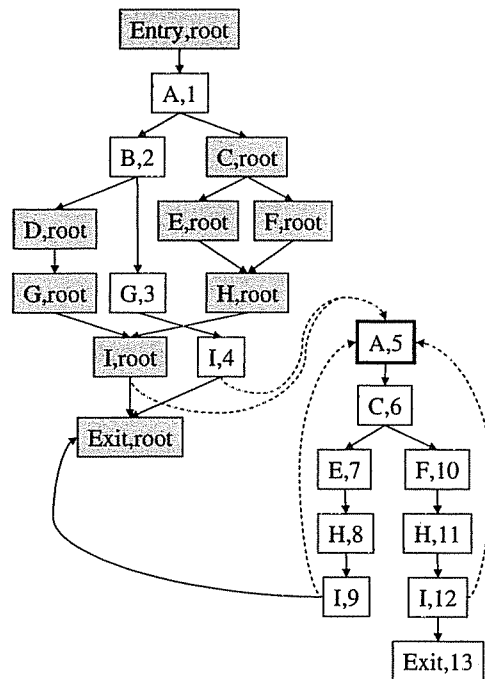 Entry,root
A,1
B,2
C,root
D,root
E,root
F,root
G,root
G,3
H,root
I,root
I,4
A,5
Exit,root
C,6
E,7
F,10
H,8
H,11
I,9
I,12
Exit,13